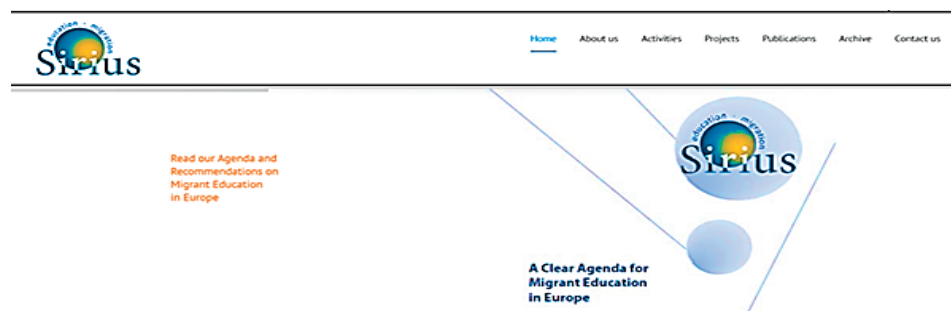 education - migration
Sirius
Home About us Activities Projects Publications Archive Contact us
Read our Agenda and
Recommendations on
Migrant Education
in Europe
education - migration
Sirius
A Clear Agenda for
Migrant Education
in Europe